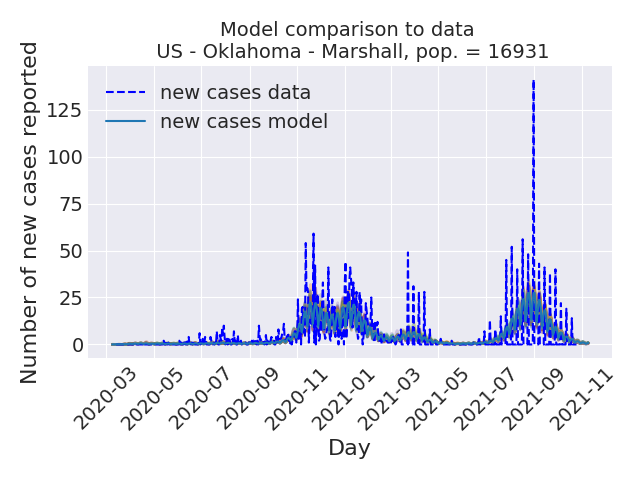 Model comparison to data
US - Oklahoma - Marshall, pop. = 16931
Number of new cases reported
125
100
75
50
25
0
new cases data
new cases model
2020-03
2020-05
2020-07
2020-09
2020-11
2021-01
2021-03
2021-05
2021-07
2021-09
2021-11
Day